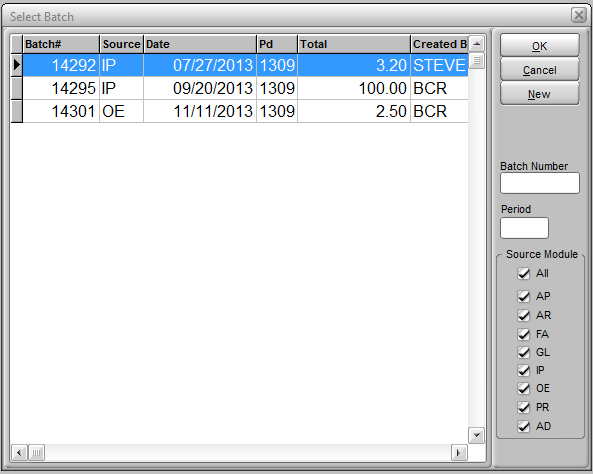 Select Batch
Batch# Source Date Pd Total Created B
14292 IP 07/27/2013 1309 3.20 STEVE
14295 IP 09/20/2013 1309 100.00 BCR
14301 OE 11/11/2013 1309 2.50 BCR
OK
Cancel
New
Batch Number
Period
Source Module
All
AP
AR
FA
GL
IP
OE
PR
AD